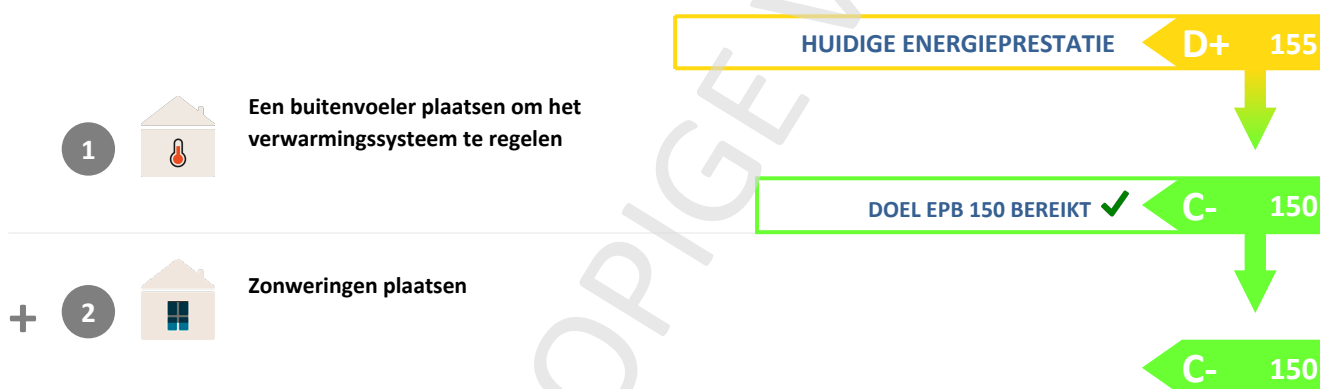 HUIDIGE ENERGIEPRESTATIE D+ 155
1 Een buitenvoeler plaatsen om het
verwarmingssysteem te regelen
DOEL EPB 150 BEREIKT ✔ C- 150
+ 2 Zonweringen plaatsen
C- 150
OPIGE V